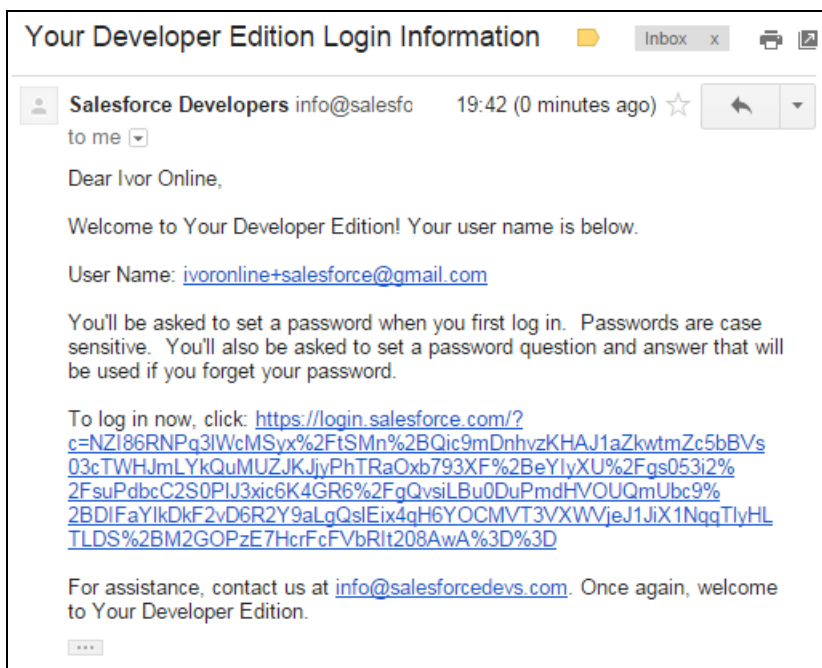 Your Developer Edition Login Information
Inbox x
Salesforce Developers info@salesfo 19:42 (0 minutes ago)
to me
Dear Ivor Online,
Welcome to Your Developer Edition! Your user name is below.
User Name: ivoronline+salesforce@gmail.com
You'll be asked to set a password when you first log in. Passwords are case
sensitive. You'll also be asked to set a password question and answer that will
be used if you forget your password.
To log in now, click: https://login.salesforce.com/?
c=NZI86RNPq3lWcMSyx%2FtSMn%2BQic9mDnhvzKHAJ1aZkwtmZc5bBVs
03cTWHJmLYkQuMUZJKJjyPhTRaOxb793XF%2BeYIyXU%2Fgs053i2%
2FsuPdbcC2S0PIJ3xic6K4GR6%2FgQvsiLBu0DuPmdHVOUQmUbc9%
2BDIFaYlkDkF2vD6R2Y9aLgQslEix4qH6YOCMVT3VXWVjeJ1JiX1NqqTlyHL
TLDS%2BM2GOPzE7HcrFcFVbRIt208AwA%3D%3D
For assistance, contact us at info@salesforcedevs.com. Once again, welcome
to Your Developer Edition.